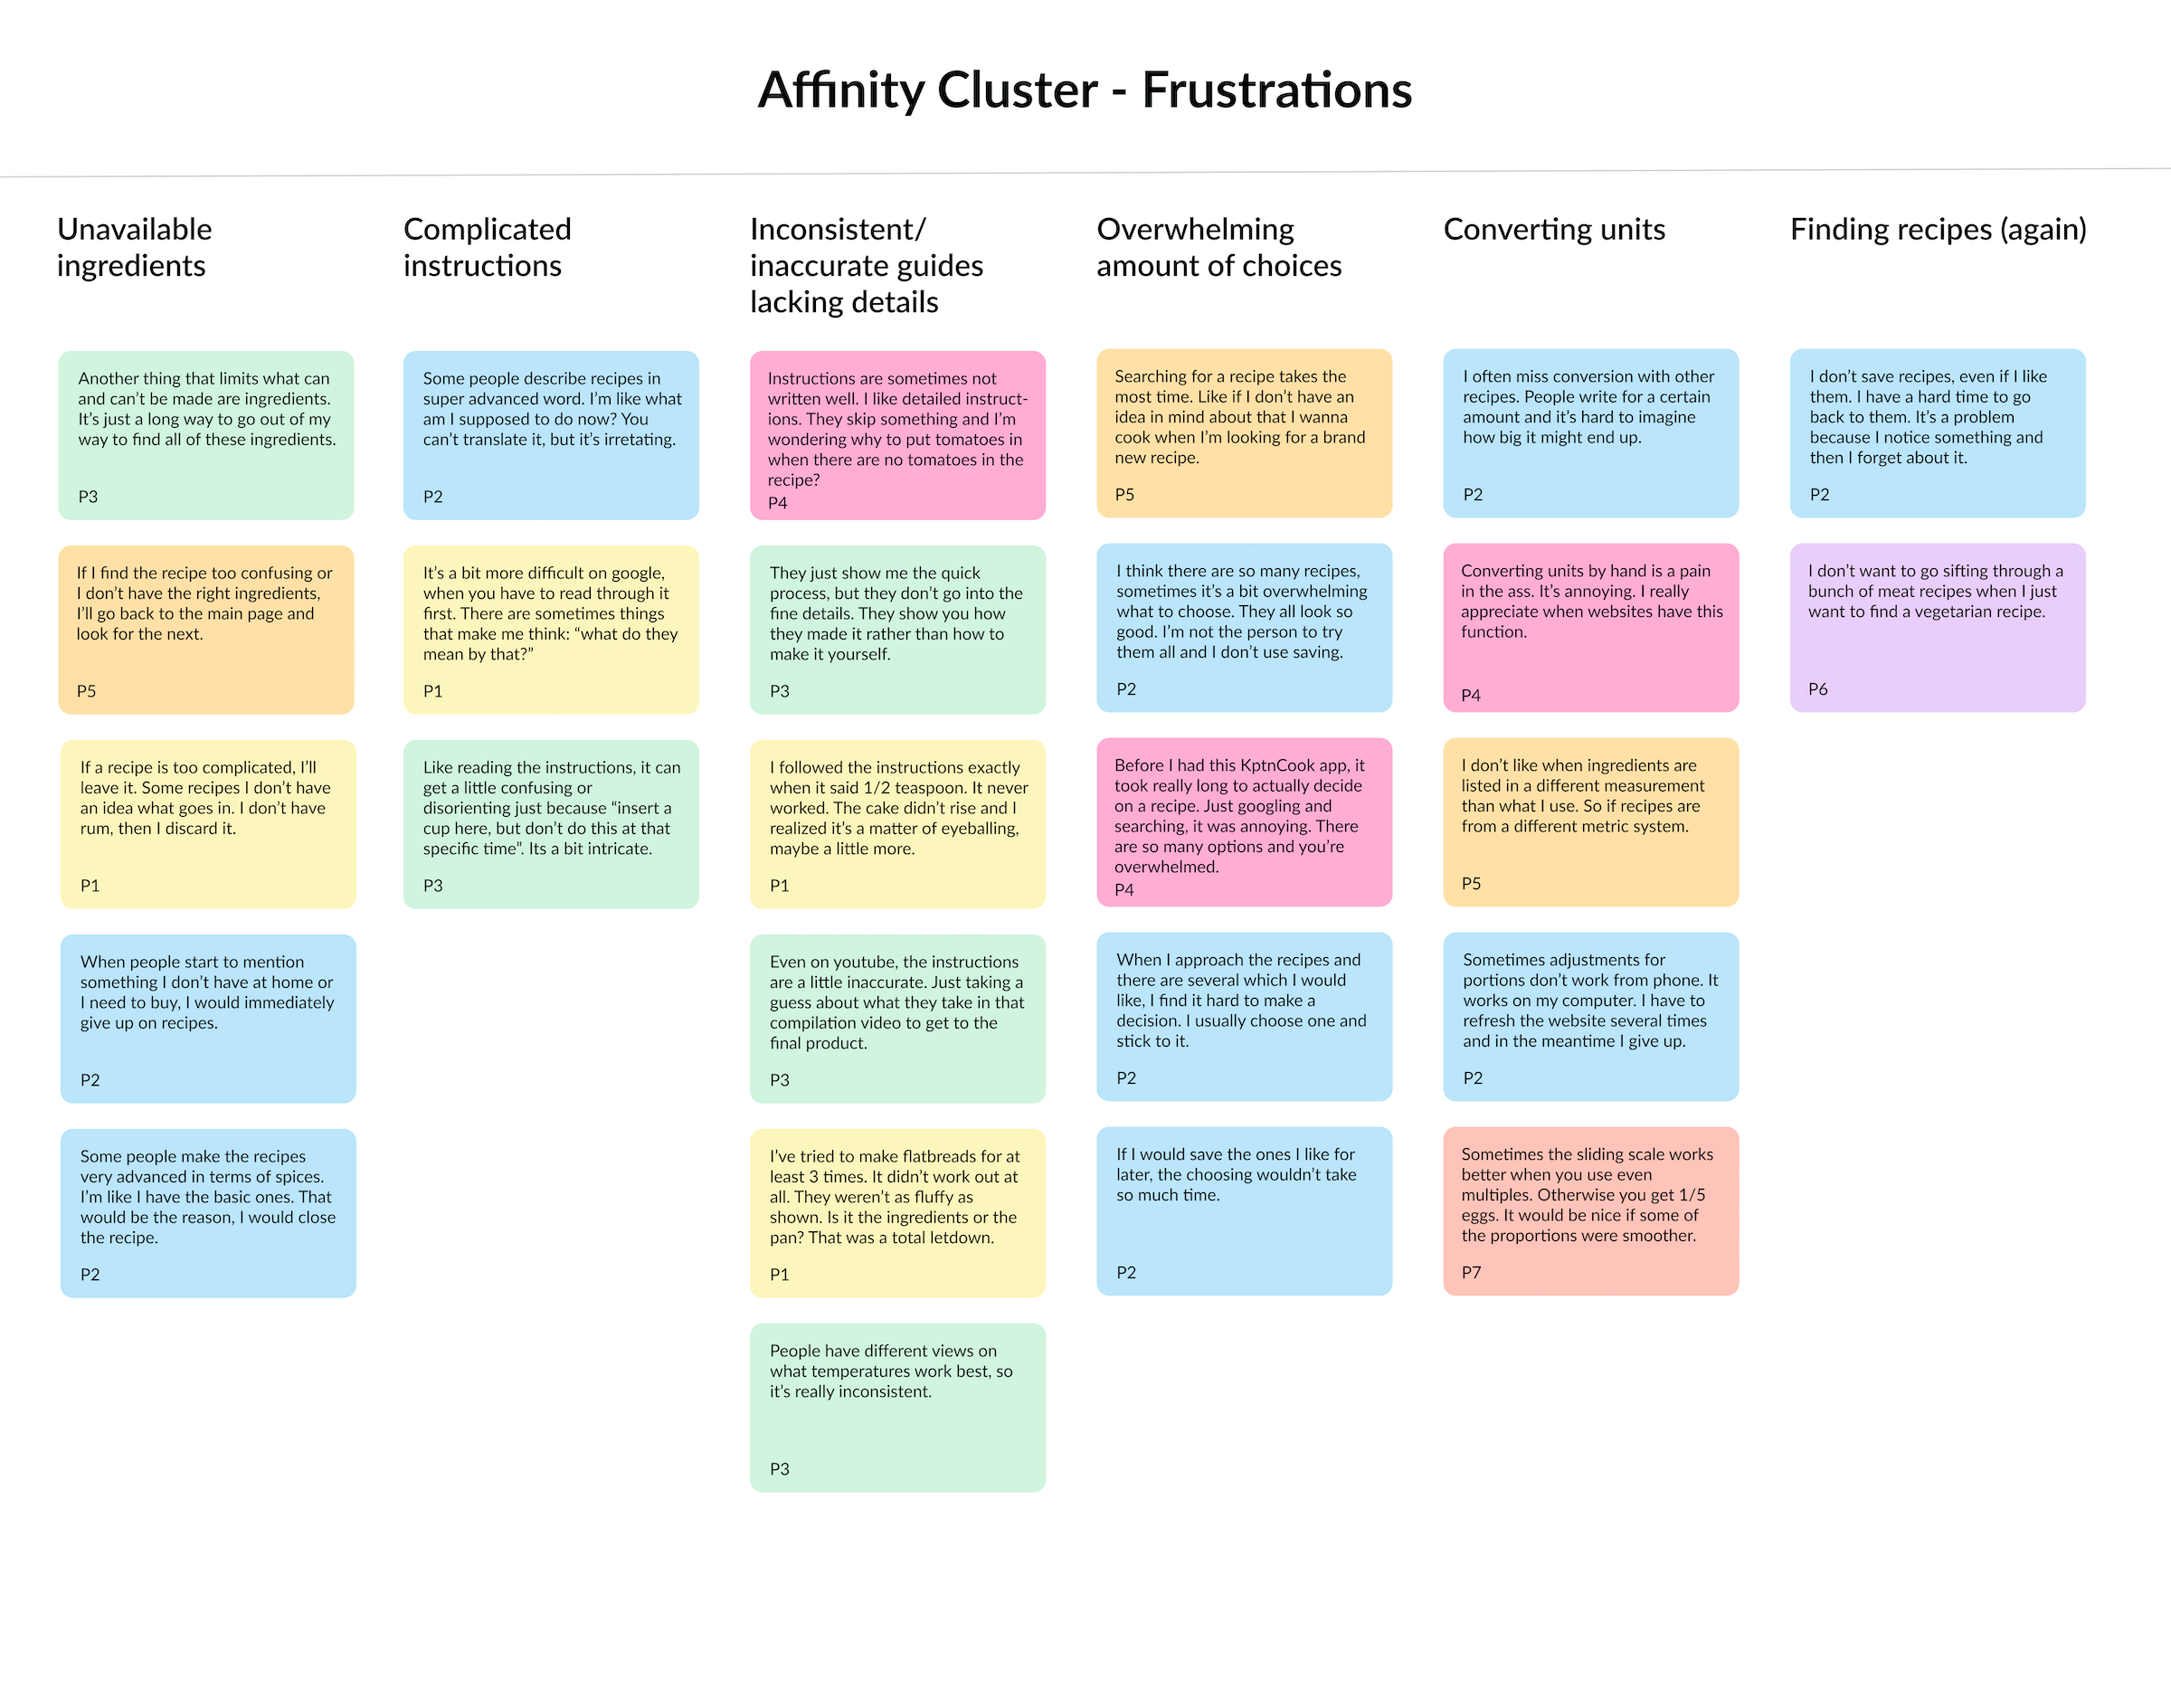 Affinity Cluster - Frustrations
Unavailable
ingredients
Another thing that limits what can
and can't be made are ingredients.
It's just a long way to go out of my
way to find all of these ingredients.
P3
If I find the recipe too confusing or
I don't have the right ingredients,
I'll go back to the main page and
look for the next.
P5
If a recipe is too complicated, I'll
leave it. Some recipes I don't have
an idea what goes in. I don't have
rum, then I discard it.
P1
When people start to mention
something I don't have at home or
I need to buy, I would immediately
give up on recipes.
P2
Some people make the recipes
very advanced in terms of spices.
I'm like I have the basic ones. That
would be the reason, I would close
the recipe.
P2
Complicated
instructions
Some people describe recipes in
super advanced word. I'm like what
am I supposed to do now? You
can't translate it, but it's irretating.
P2
It's a bit more difficult on google,
when you have to read through it
first. There are sometimes things
that make me think: “what do they
mean by that?”
P1
Like reading the instructions, it can
get a little confusing or
disorienting just because “insert a
cup here, but don't do this at that
specific time”. Its a bit intricate.
P3
Inconsistent/
inaccurate guides
lacking details
Instructions are sometimes not
written well. I like detailed instruct-
ions. They skip something and I'm
wondering why to put tomatoes in
when there are no tomatoes in the
recipe?
P4
They just show me the quick
process, but they don't go into the
fine details. They show you how
they made it rather than how to
make it yourself.
P3
I followed the instructions exactly
when it said 1/2 teaspoon. It never
worked. The cake didn't rise and I
realized it's a matter of eyeballing,
maybe a little more.
P1
Even on youtube, the instructions
are a little inaccurate. Just taking a
guess about what they take in that
compilation video to get to the
final product.
P3
I've tried to make flatbreads for at
least 3 times. It didn't work out at
all. They weren't as fluffy as
shown. Is it the ingredients or the
pan? That was a total letdown.
P1
People have different views on
what temperatures work best, so
it's really inconsistent.
P3
Overwhelming
amount of choices
Searching for a recipe takes the
most time. Like if I don't have an
idea in mind about that I wanna
cook when I'm looking for a brand
new recipe.
P5
I think there are so many recipes,
sometimes it's a bit overwhelming
what to choose. They all look so
good. I'm not the person to try
them all and I don't use saving.
P2
Before I had this KptnCook app, it
took really long to actually decide
on a recipe. Just googling and
searching, it was annoying. There
are so many options and you're
overwhelmed.
P4
When I approach the recipes and
there are several which I would
like, I find it hard to make a
decision. I usually choose one and
stick to it.
P2
If I would save the ones I like for
later, the choosing wouldn't take
so much time.
P2
Converting units
I often miss conversion with other
recipes. People write for a certain
amount and it's hard to imagine
how big it might end up.
P2
Converting units by hand is a pain
in the ass. It's annoying. I really
appreciate when websites have this
function.
P4
I don't like when ingredients are
listed in a different measurement
than what I use. So if recipes are
from a different metric system.
P5
Sometimes adjustments for
portions don't work from phone. It
works on my computer. I have to
refresh the website several times
and in the meantime I give up.
P2
Sometimes the sliding scale works
better when you use even
multiples. Otherwise you get 1/5
eggs. It would be nice if some of
the proportions were smoother.
P7
Finding recipes (again)
I don't save recipes, even if I like
them. I have a hard time to go
back to them. It's a problem
because I notice something and
then I forget about it.
P2
I don't want to go sifting through a
bunch of meat recipes when I just
want to find a vegetarian recipe.
P6